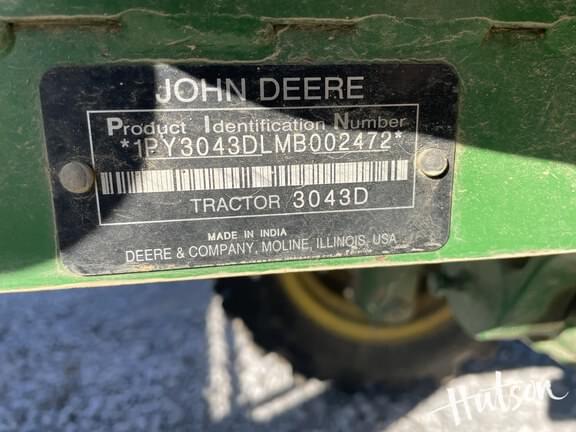 JOHN DEERE
Product Identification Number
*1PY3043DLMB002472*
TRACTOR 3043D
MADE IN INDIA
DEERE & COMPANY, MOLINE, ILLINOIS, USA
Hutson